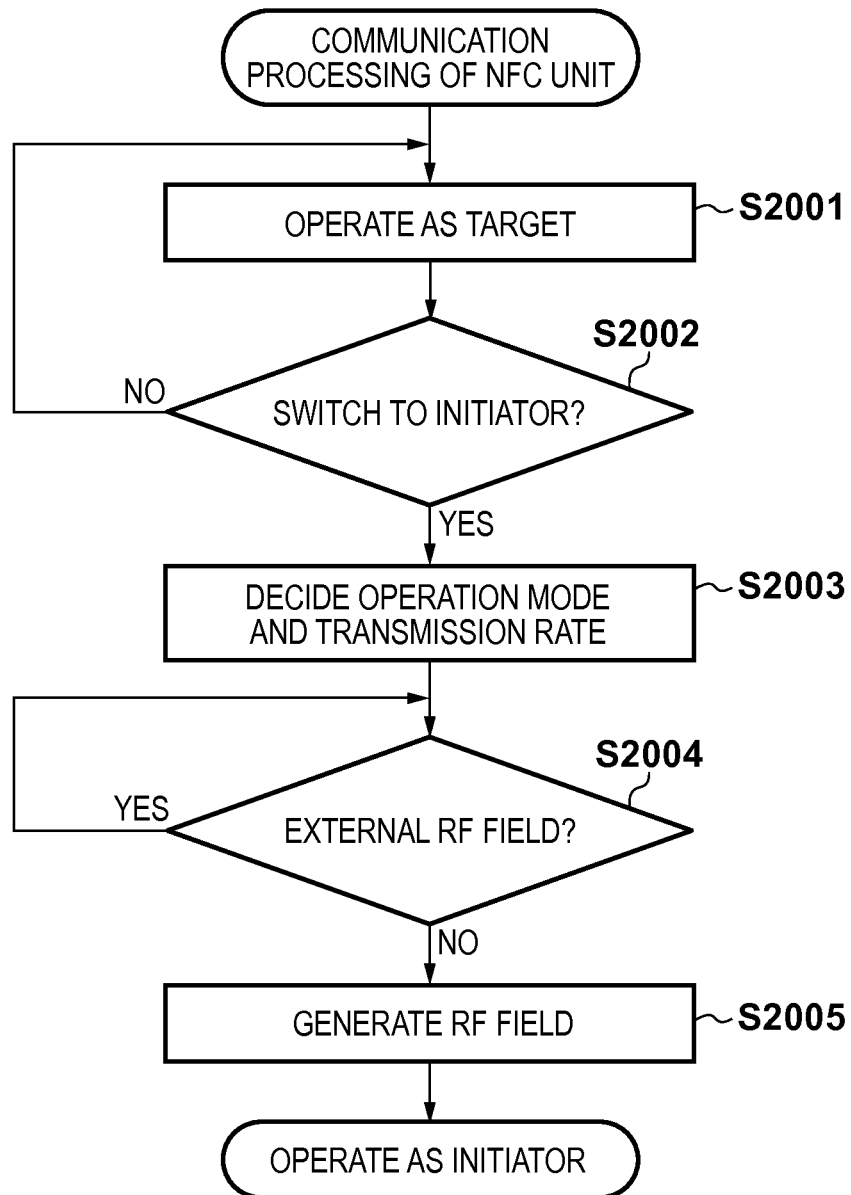 COMMUNICATION
PROCESSING OF NFC UNIT
OPERATE AS TARGET
S2001
S2002
SWITCH TO INITIATOR?
NO
YES
DECIDE OPERATION MODE
AND TRANSMISSION RATE
S2003
S2004
EXTERNAL RF FIELD?
YES
NO
GENERATE RF FIELD
S2005
OPERATE AS INITIATOR